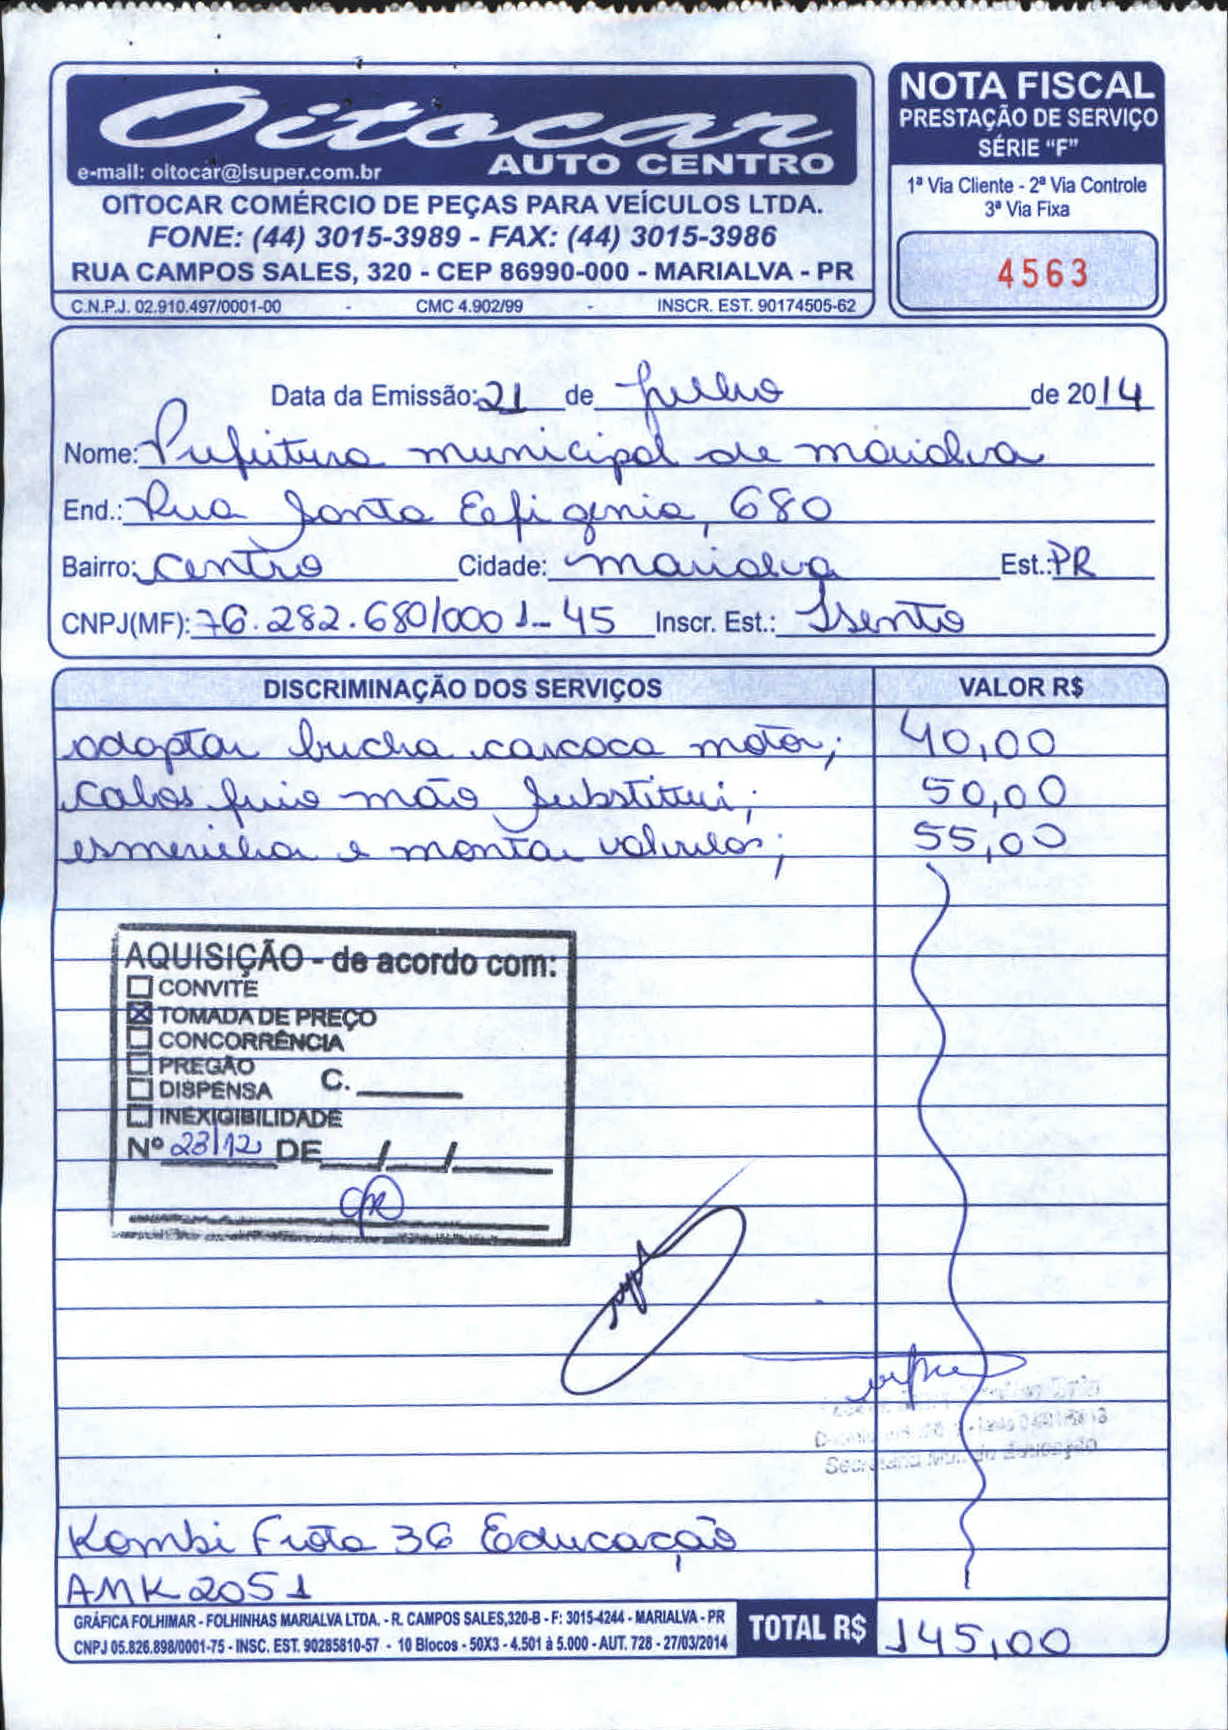 Oitocar
AUTO CENTRO
e-mail: oitocar@isuper.com.br
OITOCAR COMÉRCIO DE PEÇAS PARA VEÍCULOS LTDA.
FONE: (44) 3015-3989 - FAX: (44) 3015-3986
RUA CAMPOS SALES, 320 - CEP 86990-000 - MARIALVA - PR
C.N.P.J. 02.910.497/0001-00 - CMC 4.902/99 - INSCR. EST. 90174505-62
NOTA FISCAL
PRESTAÇÃO DE SERVIÇO
SÉRIE "F"
1ª Via Cliente - 2ª Via Controle
3ª Via Fixa
4563
Data da Emissão: 21 de Julho de 2014
Nome: Prefeitura municipal de marialva
End.: Rua Santa Eefigenia, 680
Bairro: Centro Cidade: marialva Est.: PR
CNPJ(MF): 76.282.680/0001-45 Inscr. Est.: Isento
DISCRIMINAÇÃO DOS SERVIÇOS VALOR R$
adaptar bucha carcaca motor; 40,00
Cabos freio mão Substitui; 50,00
esmerilha e montar valvulas; 55,00
AQUISIÇÃO - de acordo com:
CONVITE
TOMADA DE PREÇO
CONCORRÊNCIA
PREGÃO
DISPENSA C.
INEXIGIBILIDADE
Nº 23/12 DE / /
Educação
Kombi Frota 36 Educação
AMK 2051
GRÁFICA FOLHIMAR - FOLHINHAS MARIALVA LTDA. - R. CAMPOS SALES, 320-B - F: 3015-4244 - MARIALVA - PR
CNPJ 05.826.898/0001-75 - INSC. EST. 90285810-57 - 10 Blocos - 50X3 - 4.501 à 5.000 - AUT. 728 - 27/03/2014
TOTAL R$ 145,00